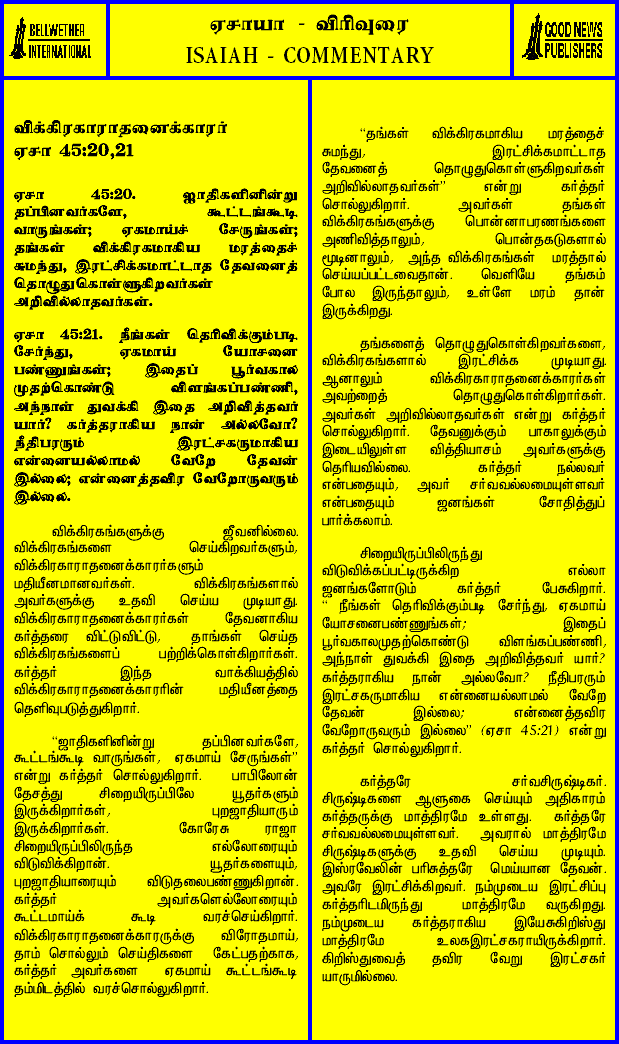 BELLWETHER
INTERNATIONAL
ஏசாயா - விரிவுரை
ISAIAH - COMMENTARY
GOOD NEWS
PUBLISHERS
விக்கிரகாராதனைக்காரர்
ஏசா 45:20,21
ஏசா 45:20. ஜாதிகளினின்று
தப்பினவர்களே, கூட்டங்கூடி
வாருங்கள்; ஏகமாய்ச் சேருங்கள்;
தங்கள் விக்கிரகமாகிய மரத்தைச்
சுமந்து, இரட்சிக்கமாட்டாத தேவனைத்
தொழுதுகொள்ளுகிறவர்கள்
அறிவில்லாதவர்கள்.
ஏசா 45:21. நீங்கள் தெரிவிக்கும்படி
சேர்ந்து, ஏகமாய் யோசனை
பண்ணுங்கள்; இதைப் பூர்வகால
முதற்கொண்டு விளங்கப்பண்ணி,
அந்நாள் துவக்கி இதை அறிவித்தவர்
யார்? கர்த்தராகிய நான் அல்லவோ?
நீதிபரரும் இரட்சகருமாகிய
என்னையல்லாமல் வேறே தேவன்
இல்லை; என்னைத்தவிர வேறொருவரும்
இல்லை.
விக்கிரகங்களுக்கு ஜீவனில்லை.
விக்கிரகங்களை செய்கிறவர்களும்,
விக்கிரகாராதனைக்காரர்களும்
மதியீனமானவர்கள். விக்கிரகங்களால்
அவர்களுக்கு உதவி செய்ய முடியாது.
விக்கிரகாராதனைக்காரர்கள் தேவனாகிய
கர்த்தரை விட்டுவிட்டு, தாங்கள் செய்த
விக்கிரகங்களைப் பற்றிக்கொள்கிறார்கள்.
கர்த்தர் இந்த வாக்கியத்தில்
விக்கிரகாராதனைக்காரரின் மதியீனத்தை
தெளிவுபடுத்துகிறார்.
“ஜாதிகளினின்று தப்பினவர்களே,
கூட்டங்கூடி வாருங்கள், ஏகமாய் சேருங்கள்”
என்று கர்த்தர் சொல்லுகிறார். பாபிலோன்
தேசத்து சிறையிருப்பிலே யூதர்களும்
இருக்கிறார்கள், புறஜாதியாரும்
இருக்கிறார்கள். கோரேசு ராஜா
சிறையிருப்பிலிருந்த எல்லோரையும்
விடுவிக்கிறான். யூதர்களையும்,
புறஜாதியாரையும் விடுதலைபண்ணுகிறான்.
கர்த்தர் அவர்களெல்லோரையும்
கூட்டமாய்க் கூடி வரச்செய்கிறார்.
விக்கிரகாராதனைக்காரருக்கு விரோதமாய்,
தாம் சொல்லும் செய்திகளை கேட்பதற்காக,
கர்த்தர் அவர்களை ஏகமாய் கூட்டங்கூடி
தம்மிடத்தில் வரச்சொல்லுகிறார்.
“தங்கள் விக்கிரகமாகிய மரத்தைச்
சுமந்து, இரட்சிக்கமாட்டாத
தேவனைத் தொழுதுகொள்ளுகிறவர்கள்
அறிவில்லாதவர்கள்” என்று கர்த்தர்
சொல்லுகிறார். அவர்கள் தங்கள்
விக்கிரகங்களுக்கு பொன்னாபரணங்களை
அணிவித்தாலும், பொன்தகடுகளால்
மூடினாலும், அந்த விக்கிரகங்கள் மரத்தால்
செய்யப்பட்டவைதான். வெளியே தங்கம்
போல இருந்தாலும், உள்ளே மரம் தான்
இருக்கிறது.
தங்களைத் தொழுதுகொள்கிறவர்களை,
விக்கிரகங்களால் இரட்சிக்க முடியாது.
ஆனாலும் விக்கிரகாராதனைக்காரர்கள்
அவற்றைத் தொழுதுகொள்கிறார்கள்.
அவர்கள் அறிவில்லாதவர்கள் என்று கர்த்தர்
சொல்லுகிறார். தேவனுக்கும் பாகாலுக்கும்
இடையிலுள்ள வித்தியாசம் அவர்களுக்கு
தெரியவில்லை. கர்த்தர் நல்லவர்
என்பதையும், அவர் சர்வவல்லமையுள்ளவர்
என்பதையும் ஜனங்கள் சோதித்துப்
பார்க்கலாம்.
சிறையிருப்பிலிருந்து
விடுவிக்கப்பட்டிருக்கிற எல்லா
ஜனங்களோடும் கர்த்தர் பேசுகிறார்.
“ நீங்கள் தெரிவிக்கும்படி சேர்ந்து, ஏகமாய்
யோசனைபண்ணுங்கள்; இதைப்
பூர்வகாலமுதற்கொண்டு விளங்கப்பண்ணி,
அந்நாள் துவக்கி இதை அறிவித்தவர் யார்?
கர்த்தராகிய நான் அல்லவோ? நீதிபரரும்
இரட்சகருமாகிய என்னையல்லாமல் வேறே
தேவன் இல்லை; என்னைத்தவிர
வேறொருவரும் இல்லை” (ஏசா 45:21) என்று
கர்த்தர் சொல்லுகிறார்.
கர்த்தரே சர்வசிருஷ்டிகர்.
சிருஷ்டிகளை ஆளுகை செய்யும் அதிகாரம்
கர்த்தருக்கு மாத்திரமே உள்ளது. கர்த்தரே
சர்வவல்லமையுள்ளவர். அவரால் மாத்திரமே
சிருஷ்டிகளுக்கு உதவி செய்ய முடியும்.
இஸ்ரவேலின் பரிசுத்தரே மெய்யான தேவன்.
அவரே இரட்சிக்கிறவர். நம்முடைய இரட்சிப்பு
கர்த்தரிடமிருந்து மாத்திரமே வருகிறது.
நம்முடைய கர்த்தராகிய இயேசுகிறிஸ்து
மாத்திரமே உலகஇரட்சகராயிருக்கிறார்.
கிறிஸ்துவைத் தவிர வேறு இரட்சகர்
யாருமில்லை.